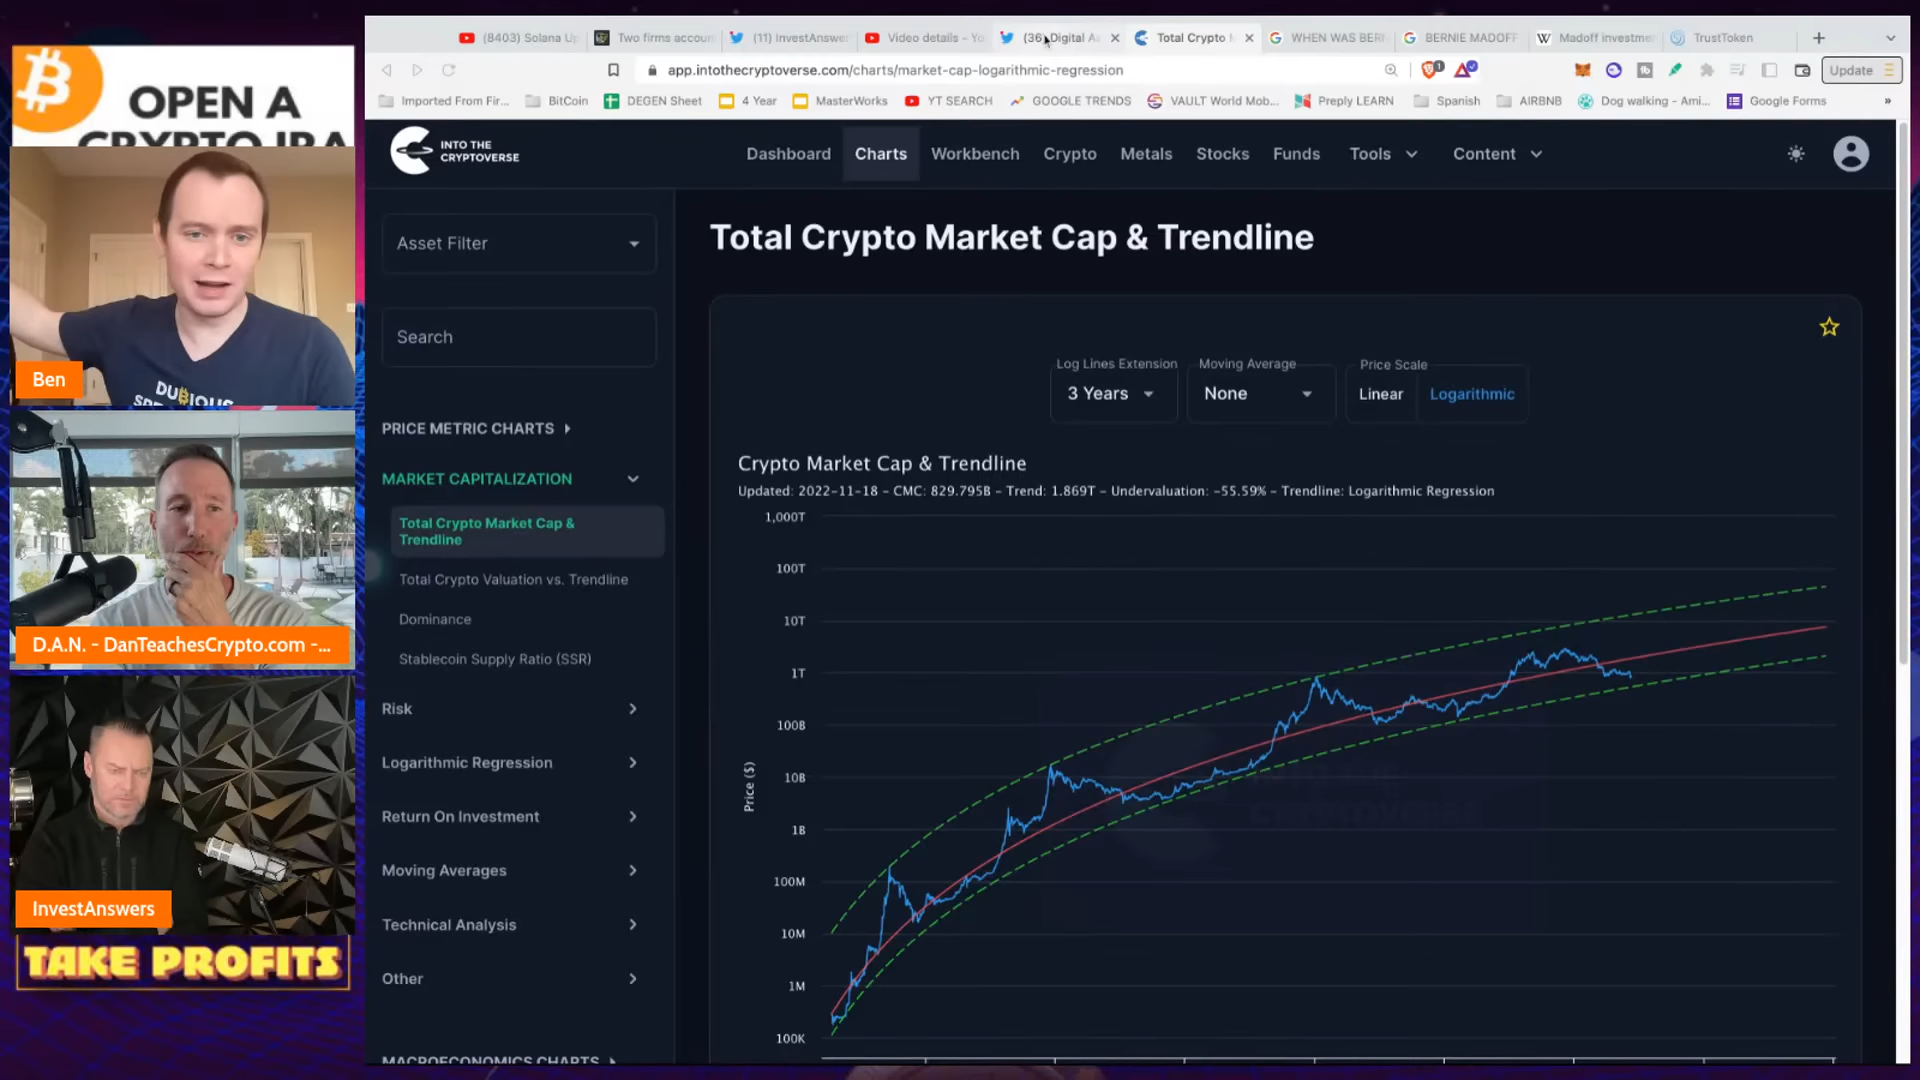 OPEN A
CRYPTO IRA
Ben
DUBIOUS
D.A.N. - DanTeachesCrypto.com -...
InvestAnswers
TAKE PROFITS
(8403) Solana Up
Two firms accoun
(11) InvestAnswe
Video details - Yo
(36) Digital A
Total Crypto
WHEN WAS BERN
BERNIE MADOFF
Madoff investme
TrustToken
app.intothecryptoverse.com/charts/market-cap-logarithmic-regression
1
Update
Imported From Fir...
BitCoin
DEGEN Sheet
4 Year
MasterWorks
YT SEARCH
GOOGLE TRENDS
VAULT World Mob...
Preply LEARN
Spanish
AIRBNB
Dog walking - Ami...
Google Forms
»
INTO THE
CRYPTOVERSE
Dashboard
Charts
Workbench
Crypto
Metals
Stocks
Funds
Tools
Content
Asset Filter
Search
PRICE METRIC CHARTS
MARKET CAPITALIZATION
Total Crypto Market Cap &
Trendline
Total Crypto Valuation vs. Trendline
Dominance
Stablecoin Supply Ratio (SSR)
Risk
Logarithmic Regression
Return On Investment
Moving Averages
Technical Analysis
Other
MACROECONOMICS CHARTS
Total Crypto Market Cap & Trendline
Log Lines Extension
3 Years
Moving Average
None
Price Scale
Linear
Logarithmic
Crypto Market Cap & Trendline
Updated: 2022-11-18 - CMC: 829.795B - Trend: 1.869T - Undervaluation: -55.59% - Trendline: Logarithmic Regression
Price ($)
1,000T
100T
10T
1T
100B
10B
1B
100M
10M
1M
100K
CRYPTOVERSE